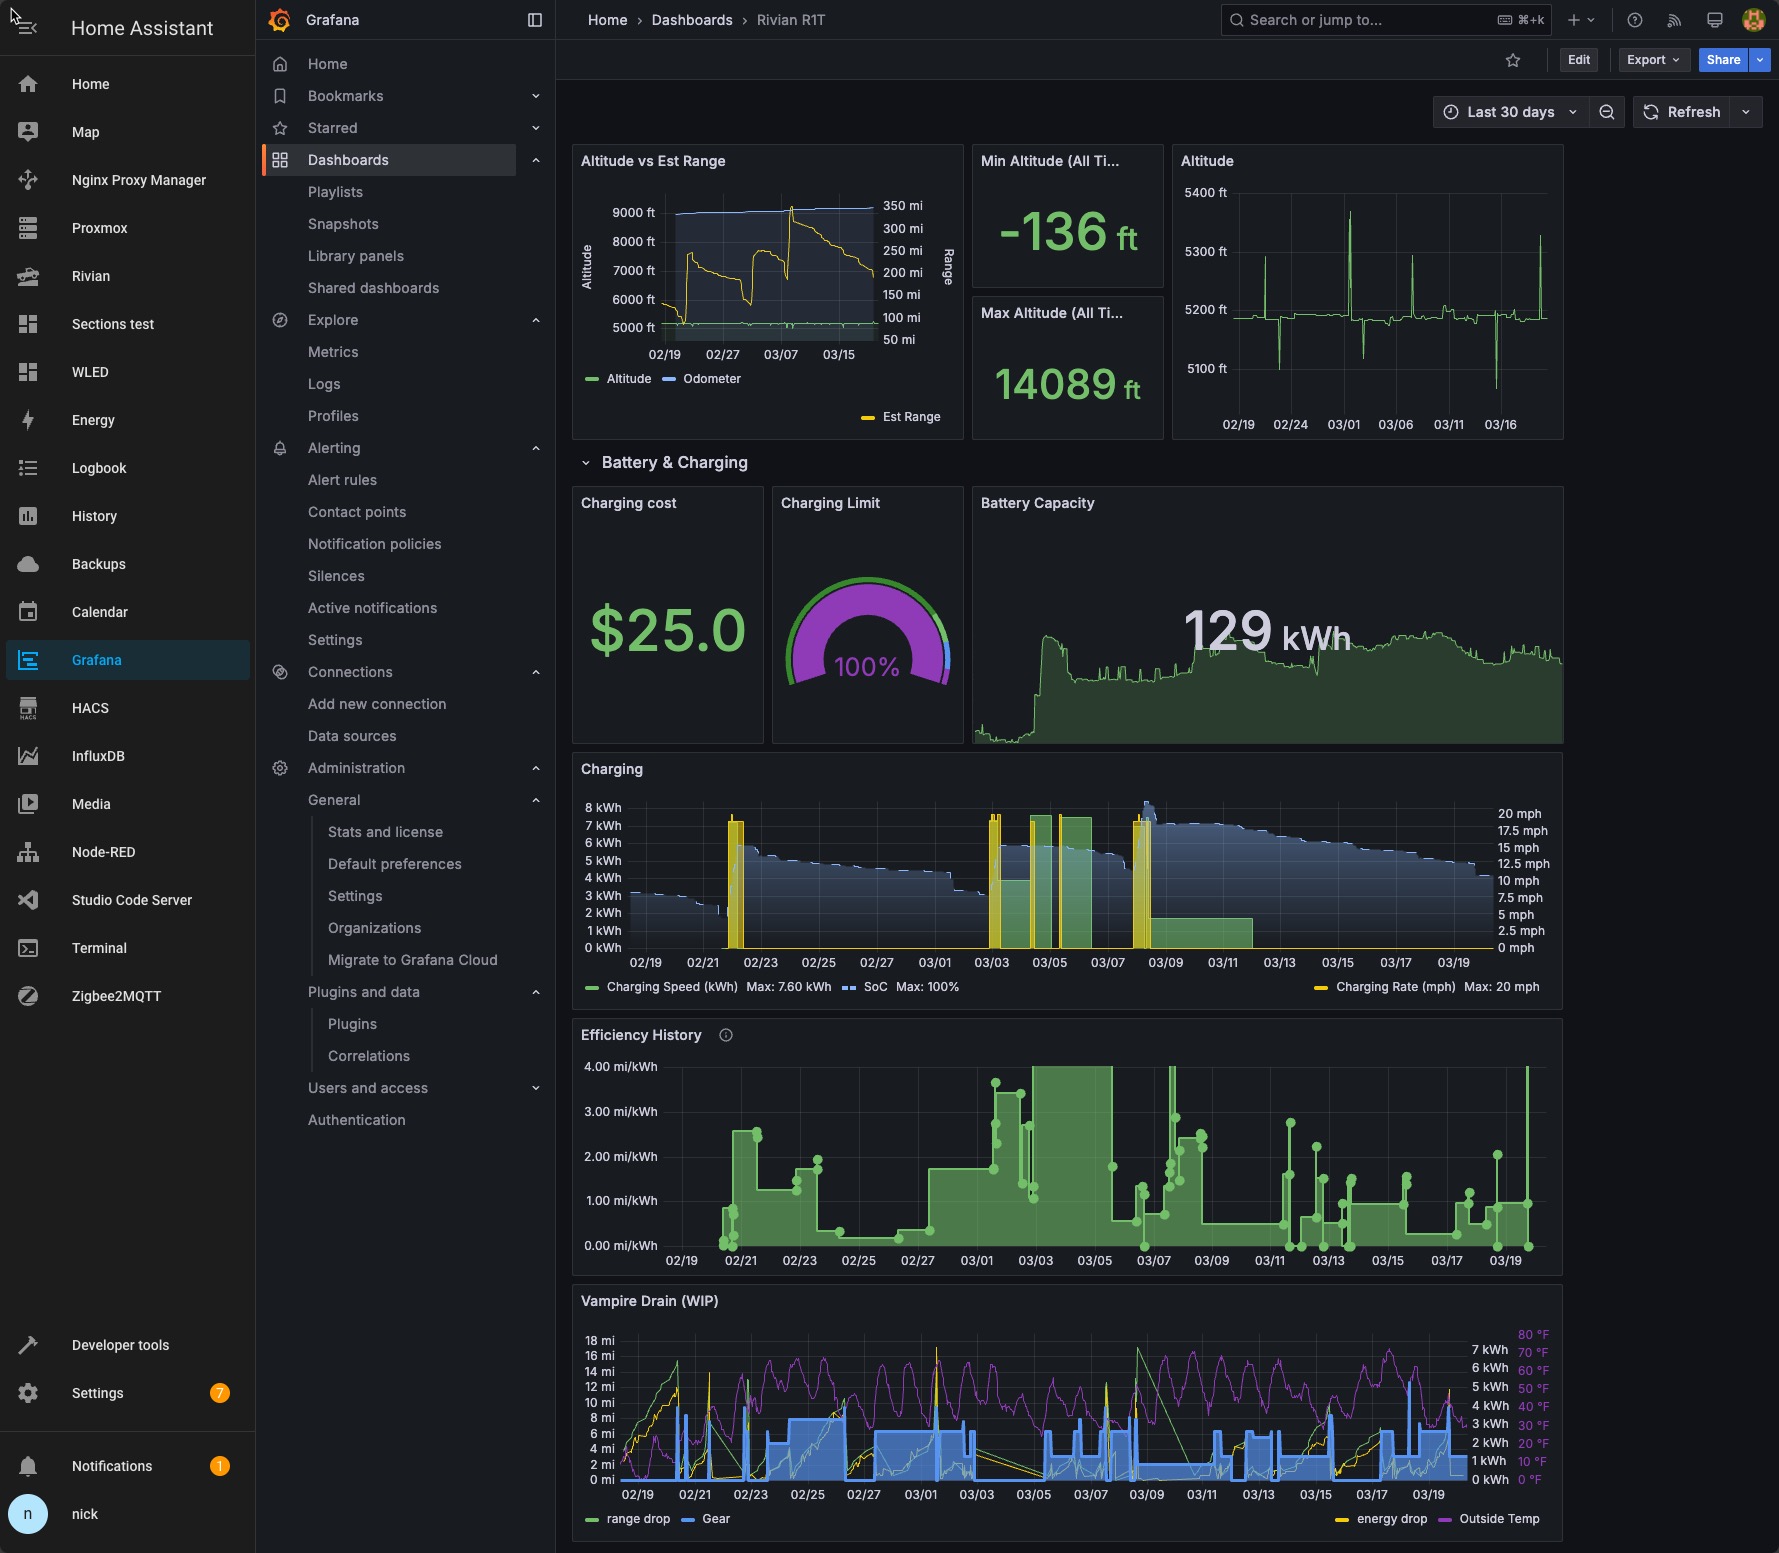 Home Assistant
Home
Map
Nginx Proxy Manager
Proxmox
Rivian
Sections test
WLED
Energy
Logbook
History
Backups
Calendar
Grafana
HACS
HACS
InfluxDB
Media
Node-RED
Studio Code Server
Terminal
Zigbee2MQTT
Developer tools
Settings 7
Notifications 1
n nick
Grafana
Home
Bookmarks
Starred
Dashboards
Playlists
Snapshots
Library panels
Shared dashboards
Explore
Metrics
Logs
Profiles
Alerting
Alert rules
Contact points
Notification policies
Silences
Active notifications
Settings
Connections
Add new connection
Data sources
Administration
General
Stats and license
Default preferences
Settings
Organizations
Migrate to Grafana Cloud
Plugins and data
Plugins
Correlations
Users and access
Authentication
Home › Dashboards › Rivian R1T
Search or jump to... ⌘+k
Edit Export Share
Last 30 days Refresh
Altitude vs Est Range
9000 ft
8000 ft
7000 ft
6000 ft
5000 ft
Altitude
350 mi
300 mi
250 mi
200 mi
150 mi
100 mi
50 mi
Range
02/19 02/27 03/07 03/15
Altitude Odometer
Est Range
Min Altitude (All Ti...
-136 ft
Max Altitude (All Ti...
14089 ft
Altitude
5400 ft
5300 ft
5200 ft
5100 ft
02/19 02/24 03/01 03/06 03/11 03/16
Battery & Charging
Charging cost
$25.0
Charging Limit
100%
Battery Capacity
129 kWh
Charging
8 kWh
7 kWh
6 kWh
5 kWh
4 kWh
3 kWh
2 kWh
1 kWh
0 kWh
20 mph
17.5 mph
15 mph
12.5 mph
10 mph
7.5 mph
5 mph
2.5 mph
0 mph
02/19 02/21 02/23 02/25 02/27 03/01 03/03 03/05 03/07 03/09 03/11 03/13 03/15 03/17 03/19
Charging Speed (kWh) Max: 7.60 kWh SoC Max: 100% Charging Rate (mph) Max: 20 mph
Efficiency History
4.00 mi/kWh
3.00 mi/kWh
2.00 mi/kWh
1.00 mi/kWh
0.00 mi/kWh
02/19 02/21 02/23 02/25 02/27 03/01 03/03 03/05 03/07 03/09 03/11 03/13 03/15 03/17 03/19
Vampire Drain (WIP)
18 mi
16 mi
14 mi
12 mi
10 mi
8 mi
6 mi
4 mi
2 mi
0 mi
7 kWh
6 kWh
5 kWh
4 kWh
3 kWh
2 kWh
1 kWh
0 kWh
80 °F
70 °F
60 °F
50 °F
40 °F
30 °F
20 °F
10 °F
0 °F
02/19 02/21 02/23 02/25 02/27 03/01 03/03 03/05 03/07 03/09 03/11 03/13 03/15 03/17 03/19
range drop Gear energy drop Outside Temp